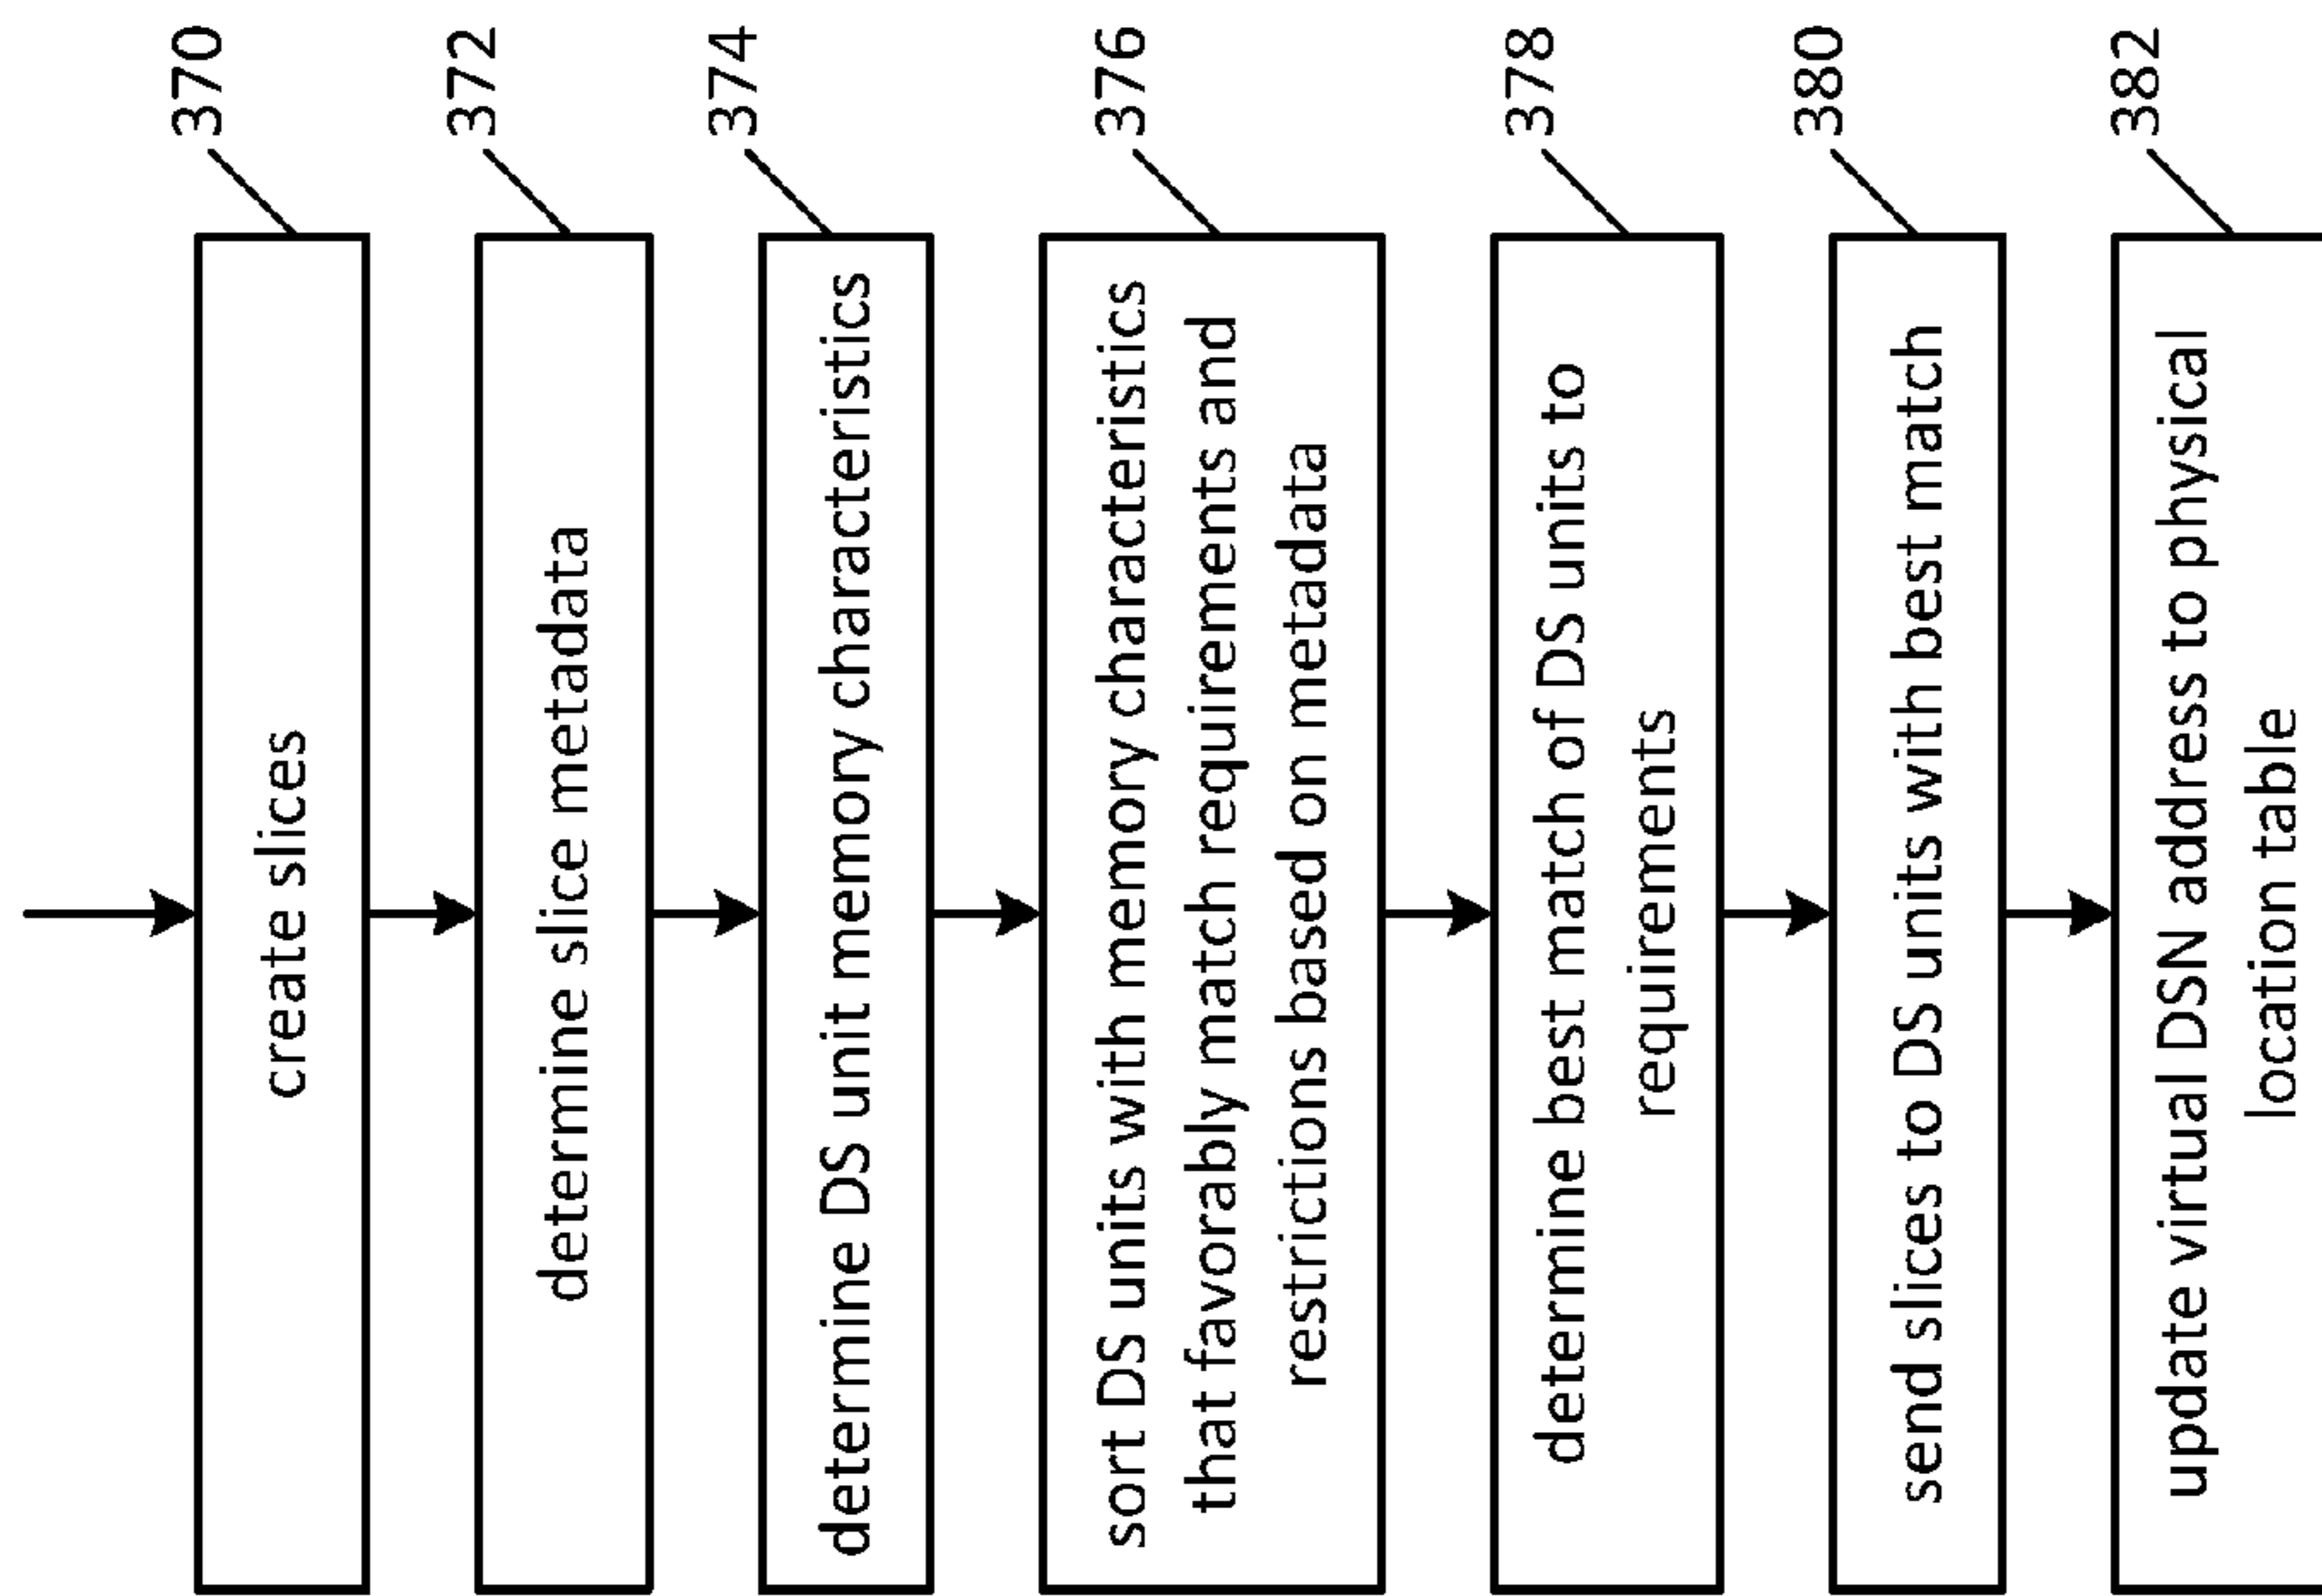 370
create slices
372
determine slice metadata
374
determine DS unit memory characteristics
376
sort DS units with memory characteristics
that favorably match requirements and
restrictions based on metadata
378
determine best match of DS units to
requirements
380
send slices to DS units with best match
382
update virtual DSN address to physical
location table